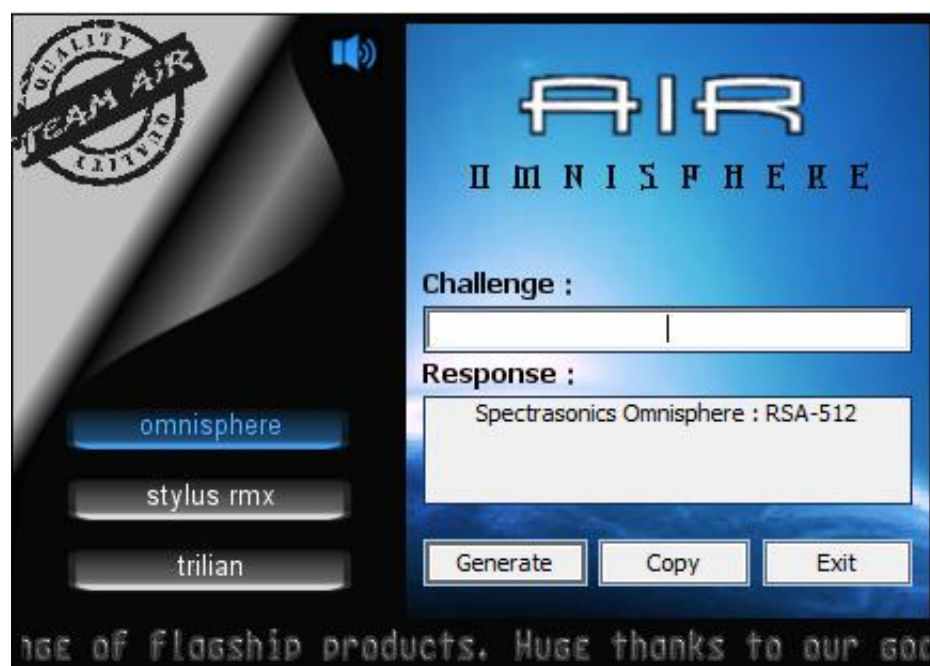 QUALITY
TEAM AiR
QUALITY
AIR
OMNISPHERE
Challenge :
Response :
Spectrasonics Omnisphere : RSA-512
omnisphere
stylus rmx
trilian
Generate
Copy
Exit
of flagship products. Huge thanks to our